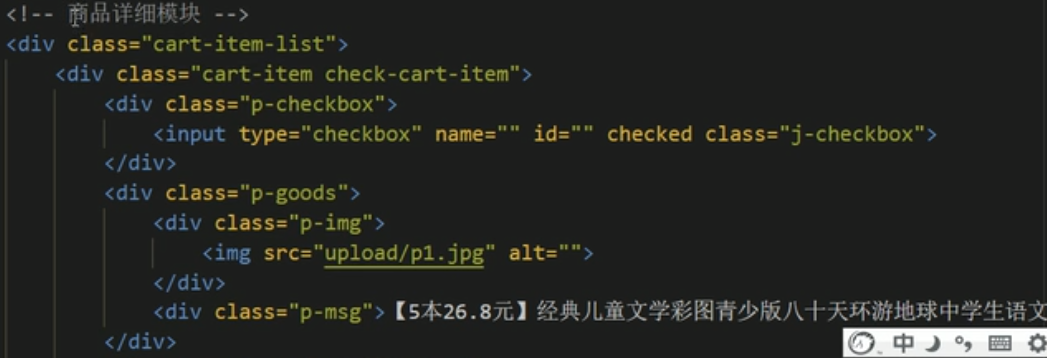 <!-- 商品详细模块 -->
<div class="cart-item-list">
<div class="cart-item check-cart-item">
<div class="p-checkbox">
<input type="checkbox" name="" id="" checked class="j-checkbox">
</div>
<div class="p-goods">
<div class="p-img">
<img src="upload/p1.jpg" alt="">
</div>
<div class="p-msg">【5本26.8元】经典儿童文学彩图青少版八十天环游地球中学生语文
</div>
中